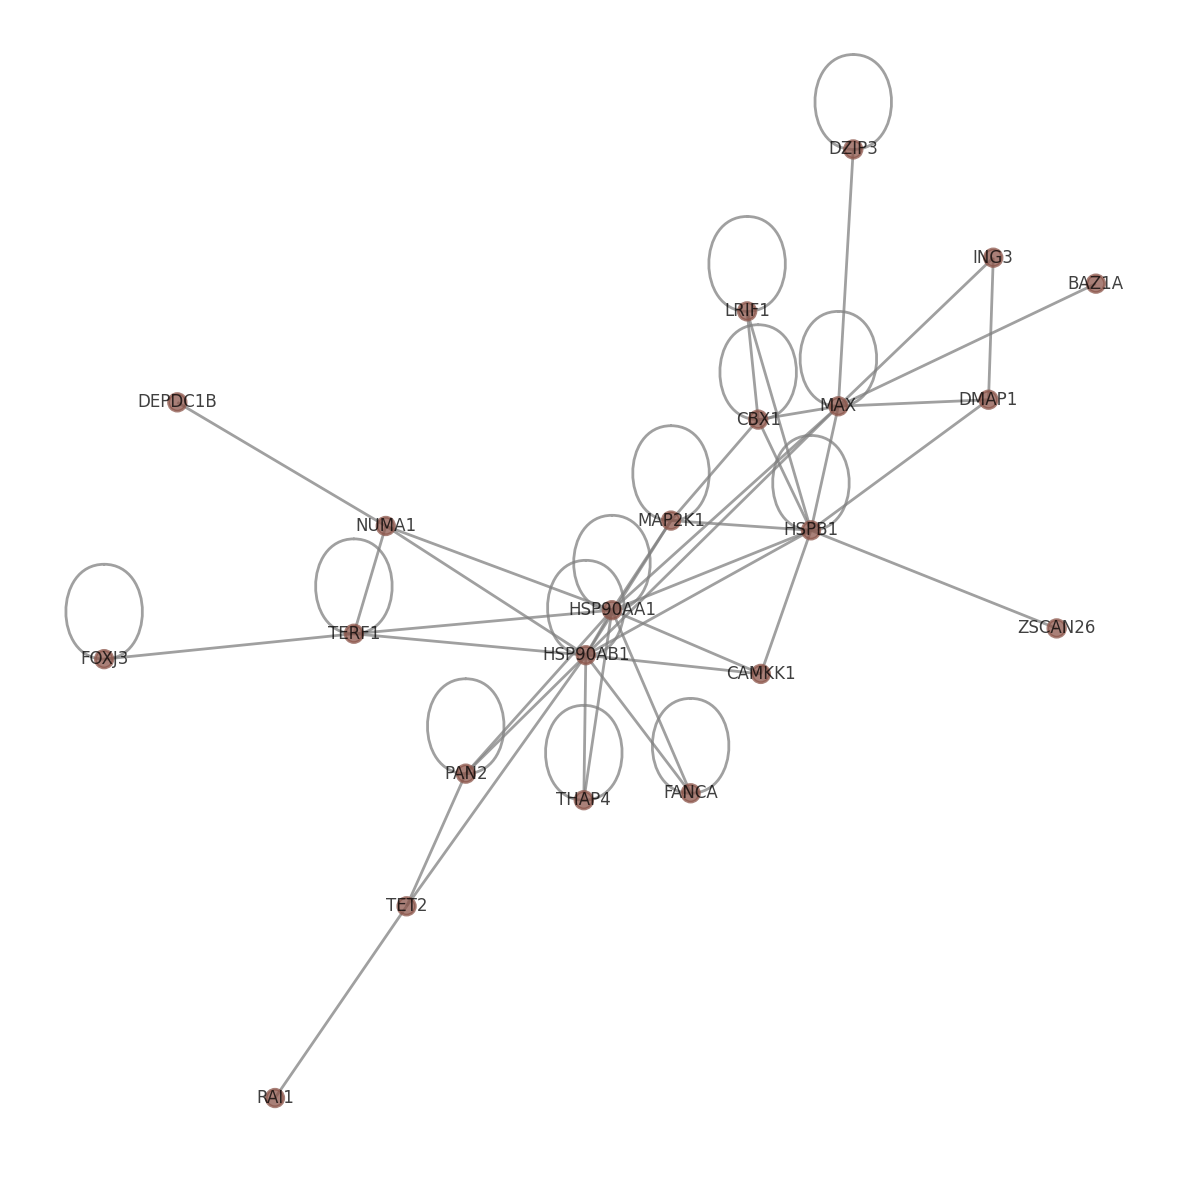 DZIP3
ING3
BAZ1A
LRIF1
DEPDC1B
DMAP1
MAX
CBX1
MAP2K1
NUMA1
HSPB1
HSP90AA1
ZSCAN26
TERF1
HSP90AB1
FOXJ3
CAMKK1
PAN2
FANCA
THAP4
TET2
RAI1